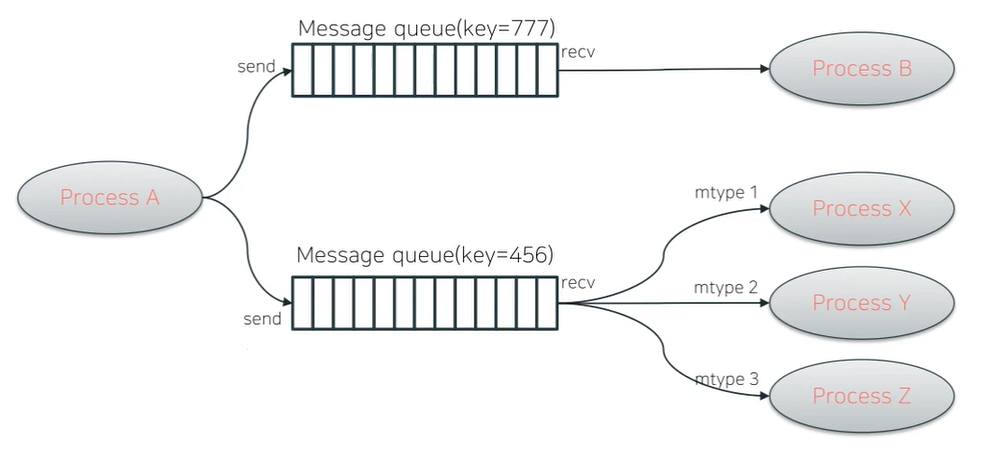 Message queue(key=777)
send
recv
Process B
Process A
mtype 1
Process X
Message queue(key=456)
recv
mtype 2
Process Y
send
mtype 3
Process Z